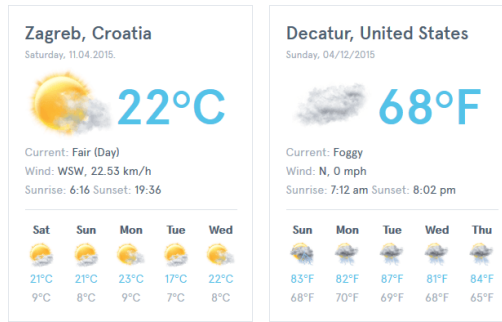 Zagreb, Croatia
Saturday, 11.04.2015.
22°C
Current: Fair (Day)
Wind: WSW, 22.53 km/h
Sunrise: 6:16 Sunset: 19:36
Sat Sun Mon Tue Wed
21°C 21°C 23°C 17°C 22°C
9°C 8°C 9°C 7°C 8°C
Decatur, United States
Sunday, 04/12/2015
68°F
Current: Foggy
Wind: N, 0 mph
Sunrise: 7:12 am Sunset: 8:02 pm
Sun Mon Tue Wed Thu
83°F 82°F 87°F 81°F 84°F
68°F 70°F 69°F 68°F 65°F